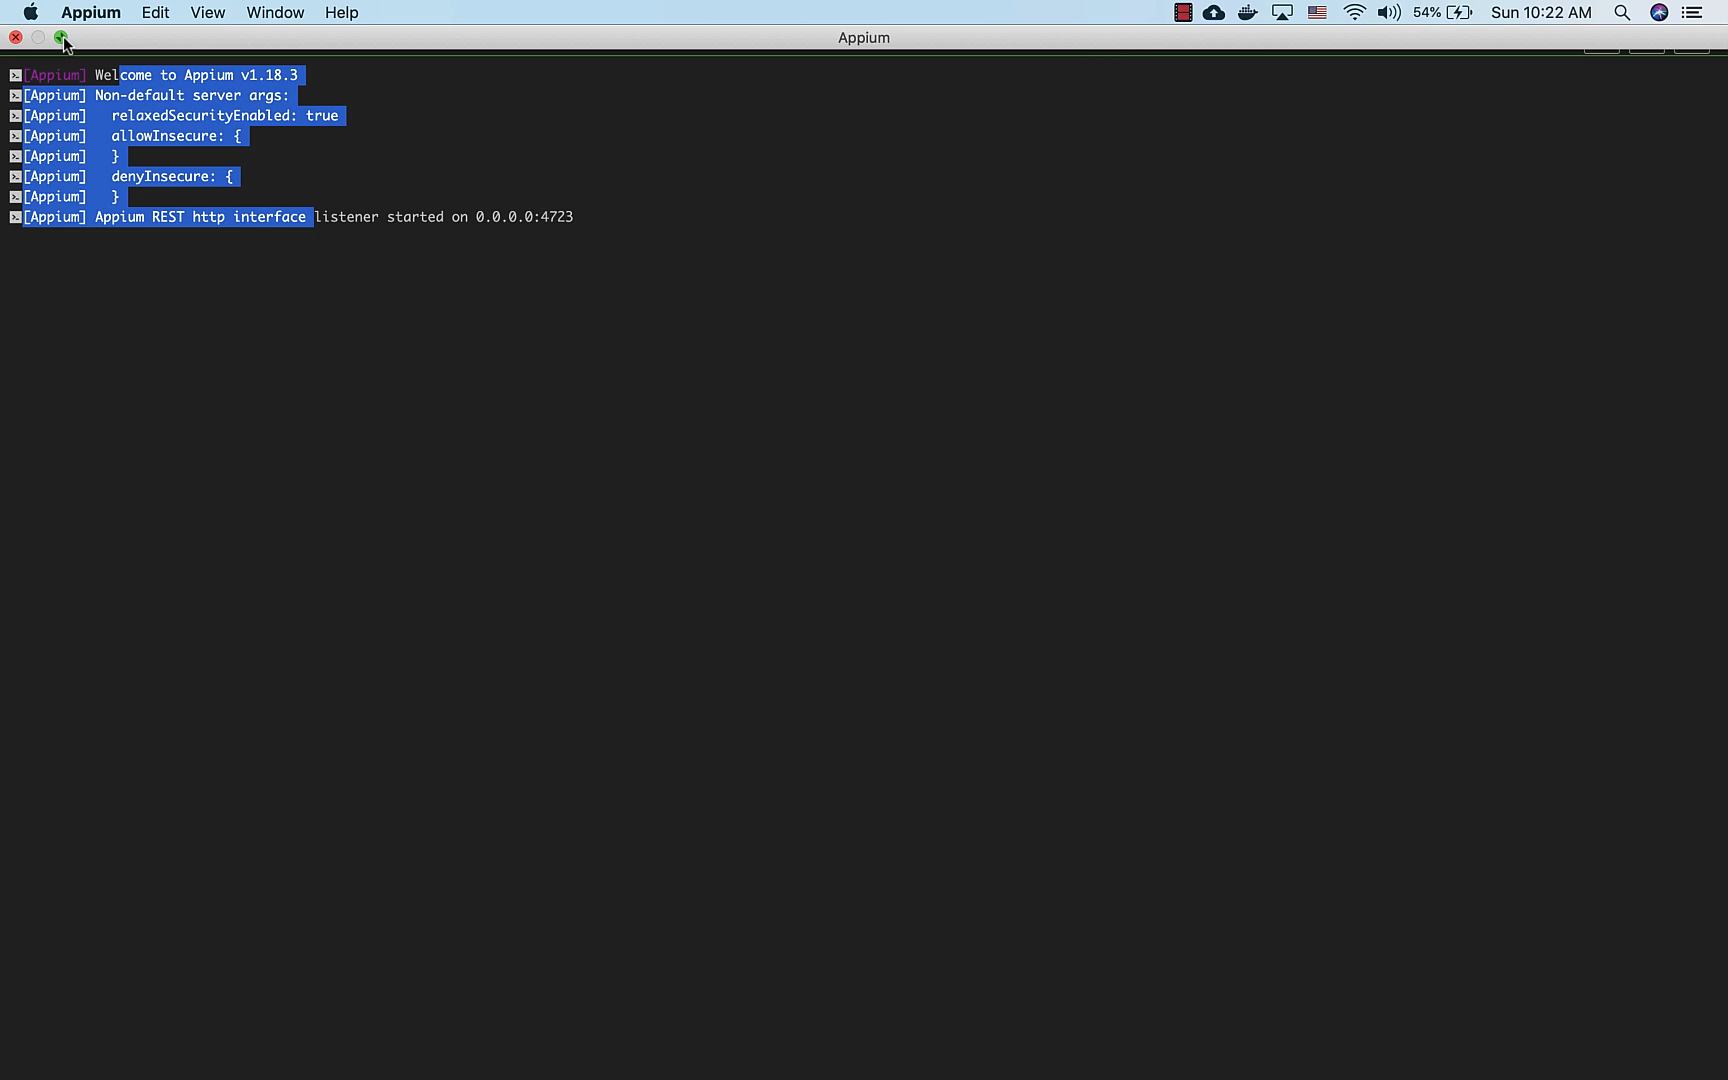 Appium Edit View Window Help 54% Sun 10:22 AM
Appium
[Appium] Welcome to Appium v1.18.3
[Appium] Non-default server args:
[Appium]   relaxedSecurityEnabled: true
[Appium]   allowInsecure: {
[Appium]   }
[Appium]   denyInsecure: {
[Appium]   }
[Appium] Appium REST http interface listener started on 0.0.0.0:4723